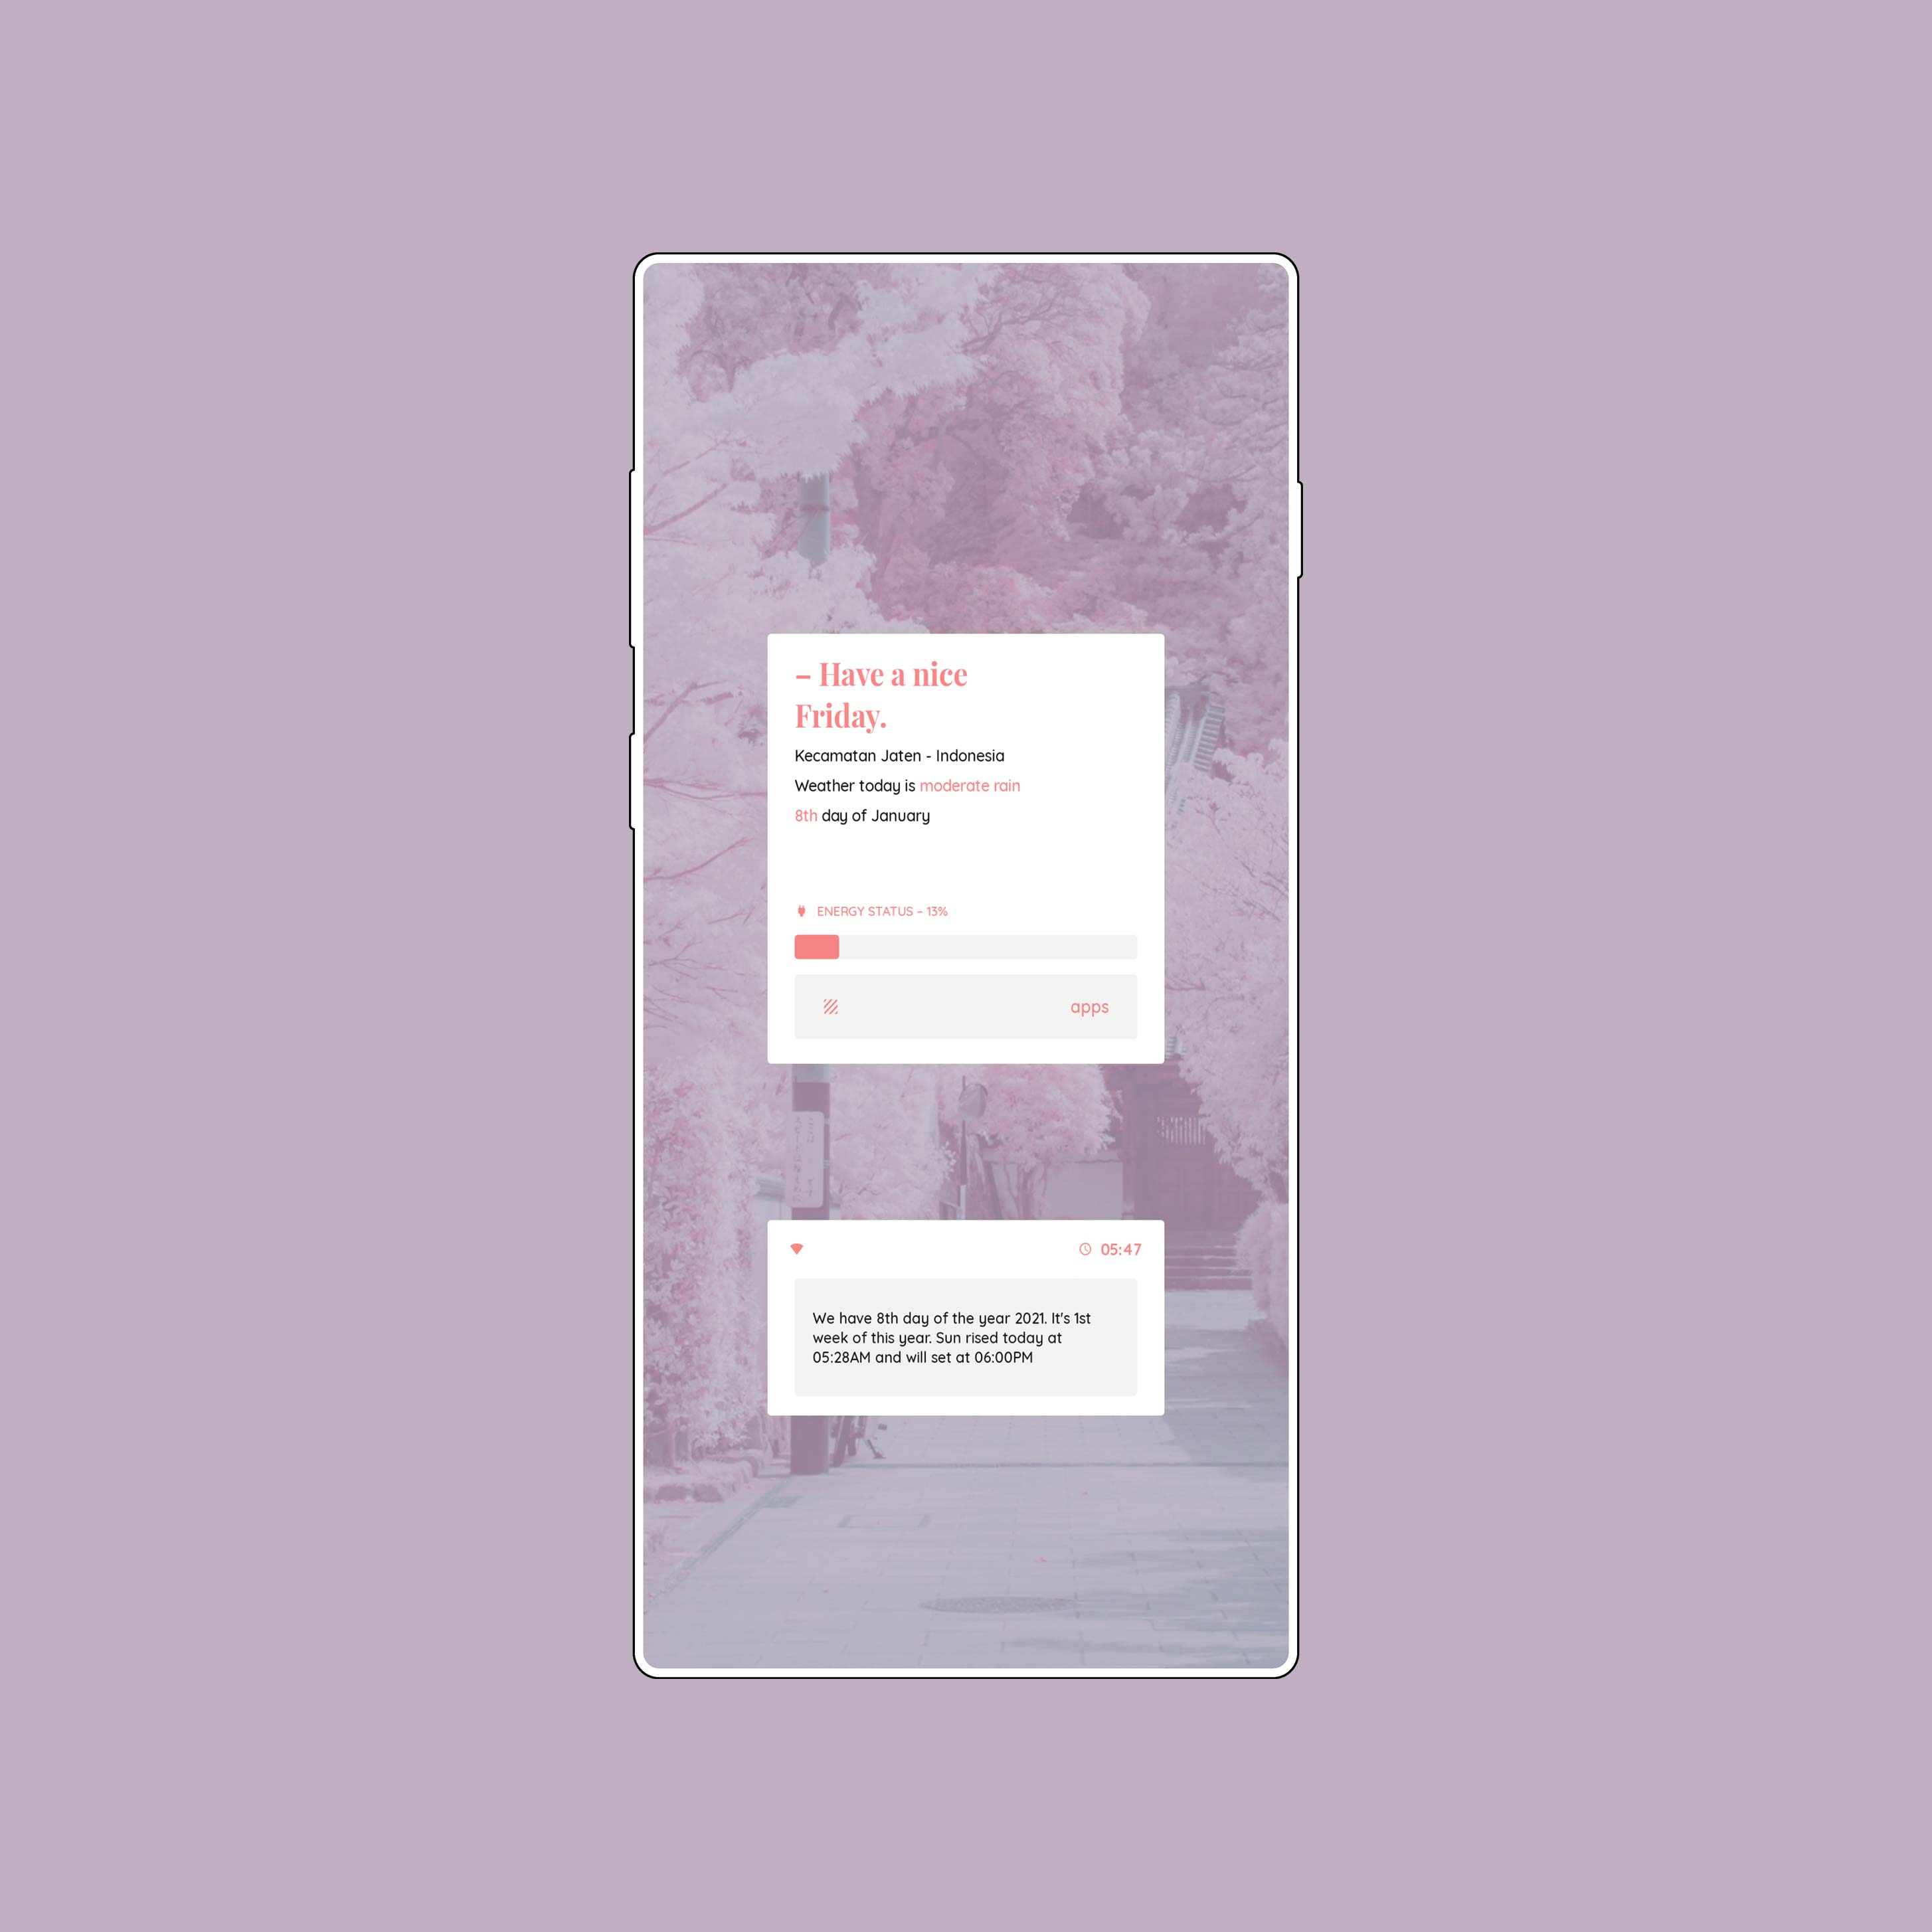 – Have a nice
Friday.
Kecamatan Jaten - Indonesia
Weather today is moderate rain
8th day of January
ENERGY STATUS – 13%
apps
05:47
We have 8th day of the year 2021. It's 1st
week of this year. Sun rised today at
05:28AM and will set at 06:00PM